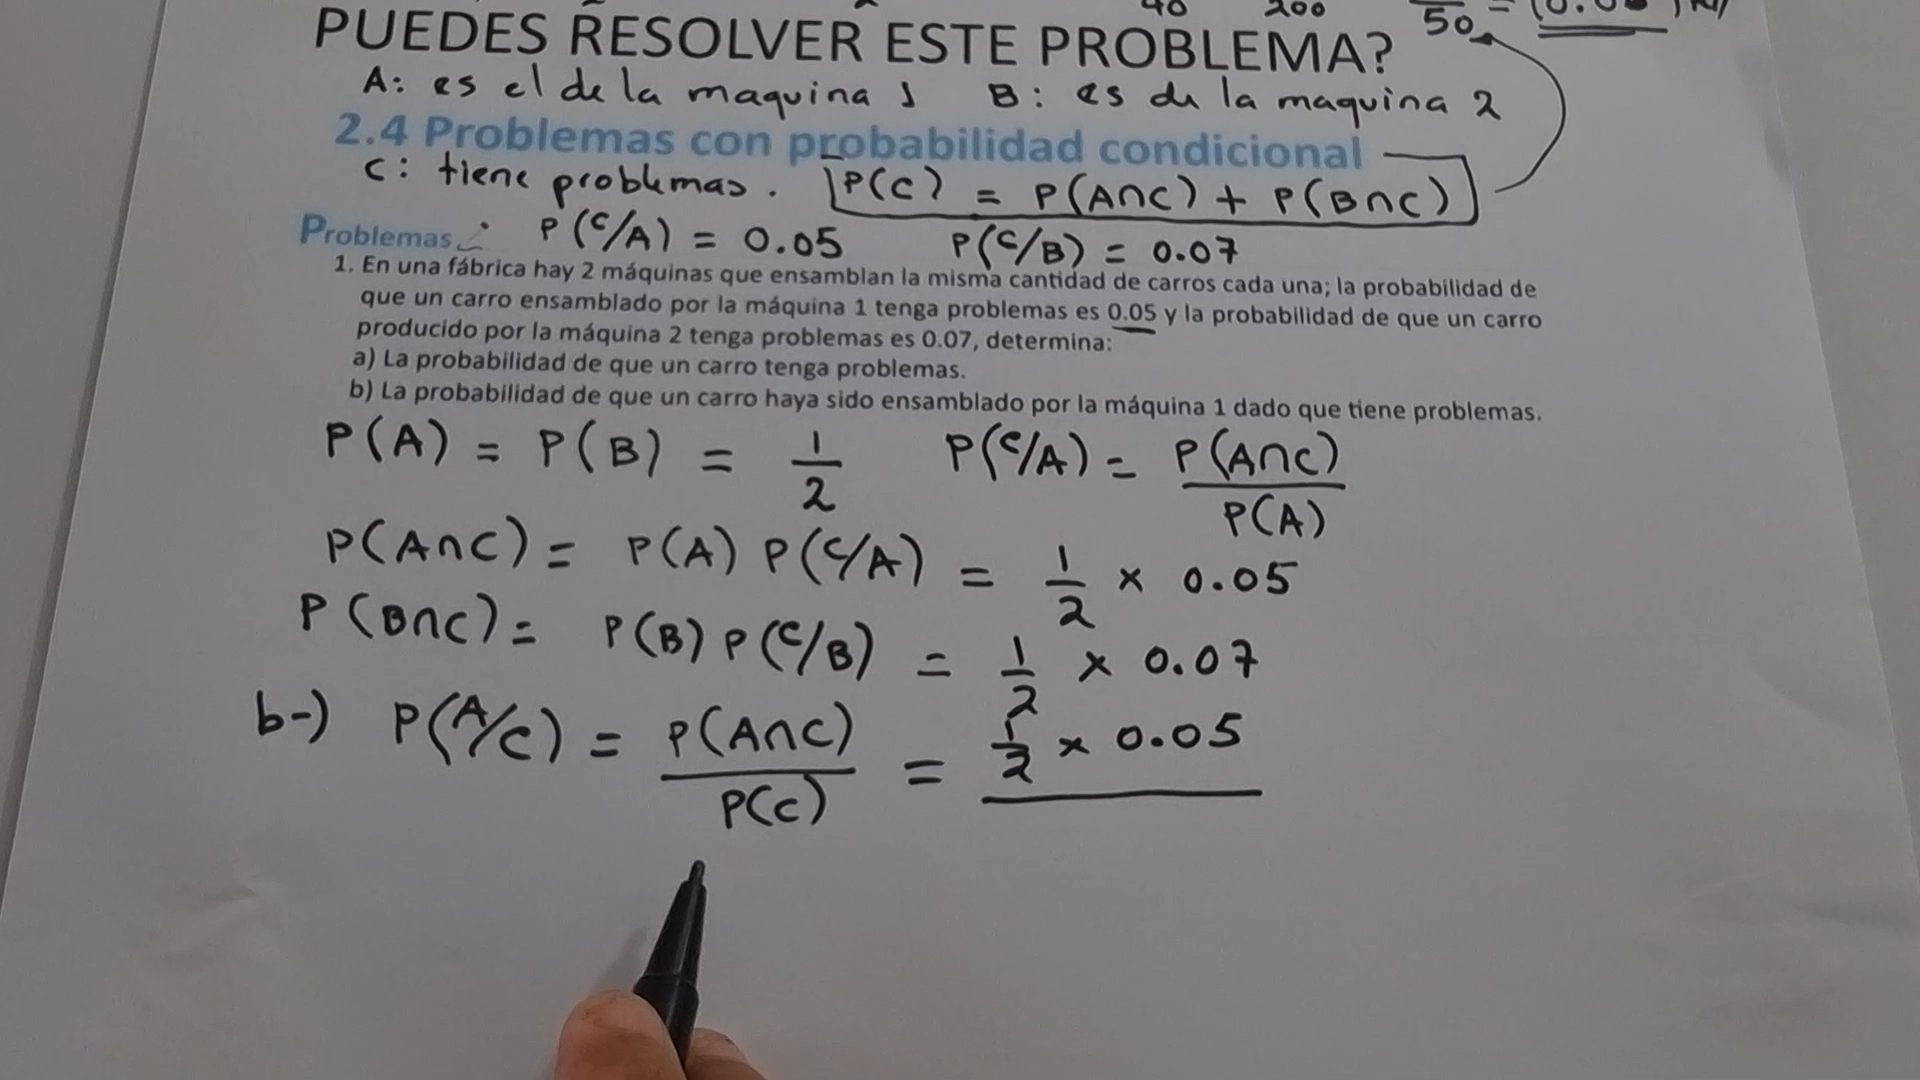 40 200 50 =
PUEDES RESOLVER ESTE PROBLEMA?
A: es el de la maquina 1 B: es de la maquina 2
2.4 Problemas con probabilidad condicional
C: tiene problemas. P(C) = P(A∩C) + P(B∩C)
Problemas P(C/A) = 0.05 P(C/B) = 0.07
1. En una fábrica hay 2 máquinas que ensamblan la misma cantidad de carros cada una; la probabilidad de
que un carro ensamblado por la máquina 1 tenga problemas es 0.05 y la probabilidad de que un carro
producido por la máquina 2 tenga problemas es 0.07, determina:
a) La probabilidad de que un carro tenga problemas.
b) La probabilidad de que un carro haya sido ensamblado por la máquina 1 dado que tiene problemas.
P(A) = P(B) = 1/2 P(C/A) = P(A∩C)/P(A)
P(A∩C) = P(A) P(C/A) = 1/2 × 0.05
P(B∩C) = P(B) P(C/B) = 1/2 × 0.07
b-) P(A/C) = P(A∩C)/P(C) = 1/2 × 0.05